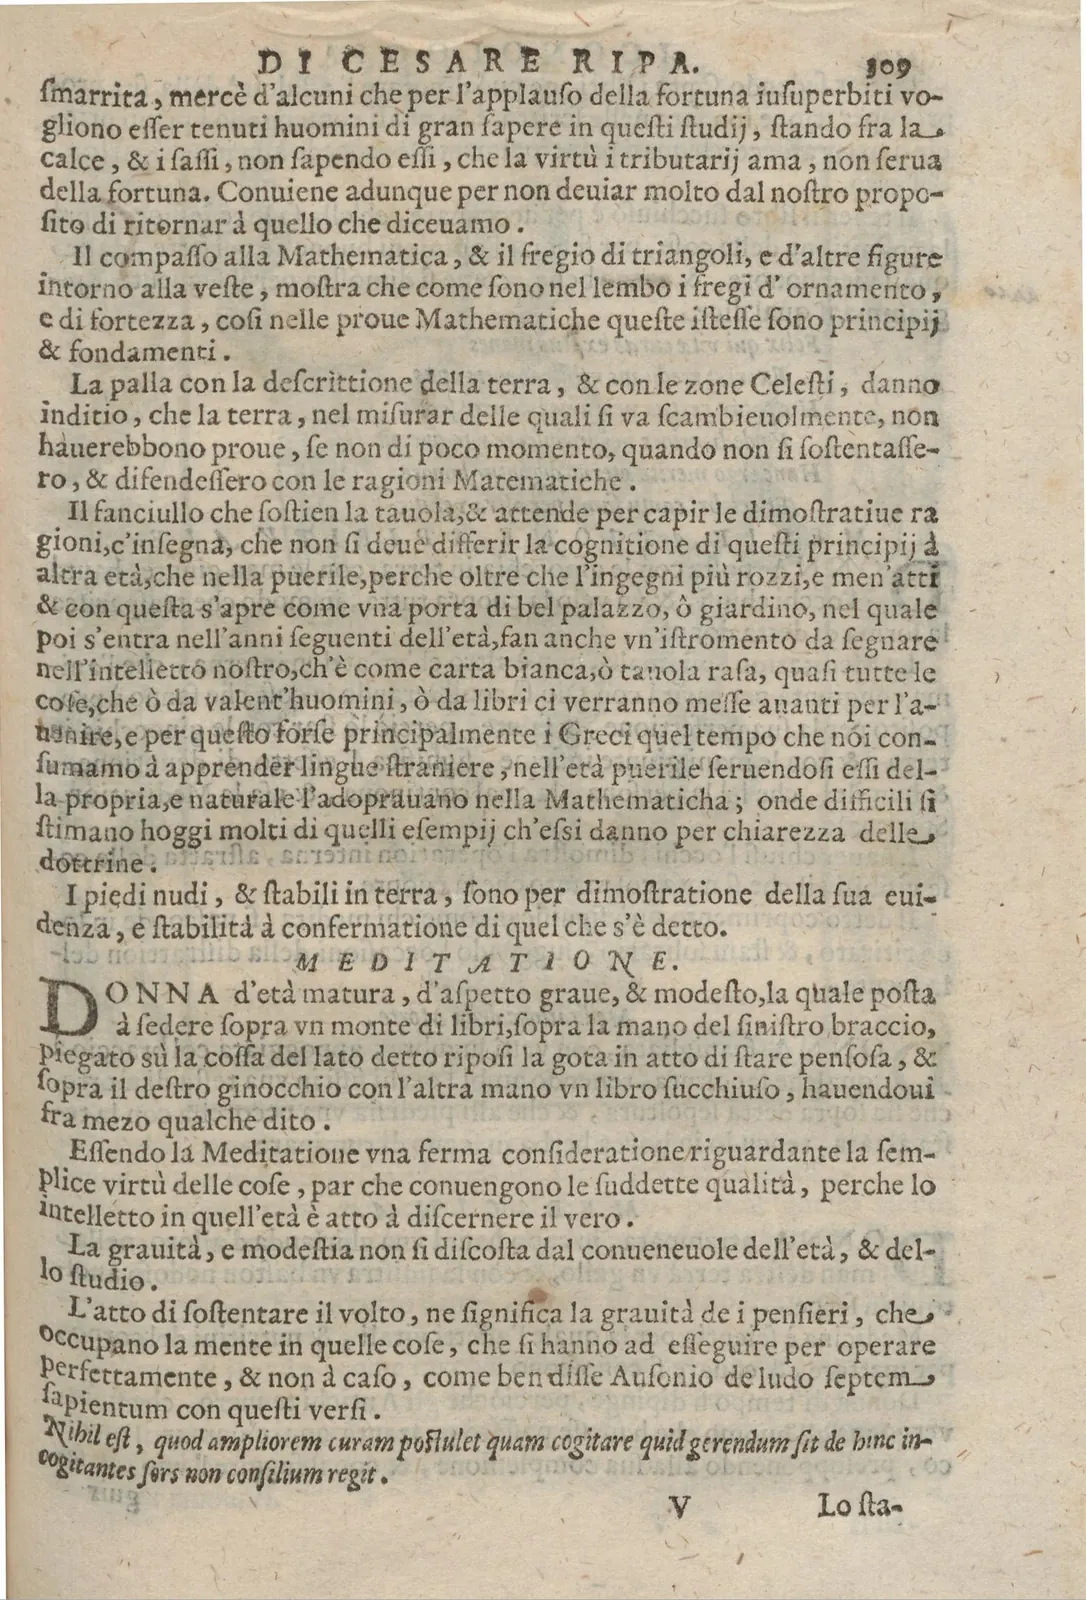 DI CESARE RIPA. 309
ſmarrita, mercè d'alcuni che per l'applauſo della fortuna inſuperbiti vo-
gliono eſſer tenuti huomini di gran ſapere in queſti ſtudij, ſtando fra la
calce, & i ſaſſi, non ſapendo eſſi, che la virtù i tributarij ama, non ſerua
della fortuna. Conuiene adunque per non deuiar molto dal noſtro propo-
ſito di ritornar à quello che diceuamo.
Il compaſſo alla Mathematica, & il fregio di triangoli, e d'altre figure
intorno alla veſte, moſtra che come ſono nel lembo i fregi d'ornamento,
e di fortezza, coſi nelle proue Mathematiche queſte iſteſſe ſono principij
& fondamenti.
La palla con la deſcrittione della terra, & con le zone Celeſti, danno
inditio, che la terra, nel miſurar delle quali ſi va ſcambieuolmente, non
hauerebbono proue, ſe non di poco momento, quando non ſi ſoſtentaſſe-
ro, & difendeſſero con le ragioni Matematiche.
Il fanciullo che ſoſtien la tauola, & attende per capir le dimoſtratiue ra
gioni, c'inſegna, che non ſi deue differir la cognitione di queſti principij à
altra età, che nella puerile, perche oltre che l'ingegni più rozzi, e men'atti
& con queſta s'apre come vna porta di bel palazzo, ò giardino, nel quale
poi s'entra nell'anni ſeguenti dell'età, fan anche vn'iſtromento da ſegnare
nell'intelletto noſtro, ch'è come carta bianca, ò tauola raſa, quaſi tutte le
coſe, che ò da valent'huomini, ò da libri ci verranno meſſe auanti per l'a-
uenire, e per queſto forſe principalmente i Greci quel tempo che noi con-
ſumamo à apprender lingue ſtraniere, nell'età puerile ſeruendoſi eſſi del-
la propria, e naturale l'adoprauano nella Mathematicha; onde difficili ſi
ſtimano hoggi molti di quelli eſempij ch'eſsi danno per chiarezza delle
dottrine.
I piedi nudi, & ſtabili in terra, ſono per dimoſtratione della ſua eui-
denza, e ſtabilità à confermatione di quel che s'è detto.
MEDITATIONE.
DONNA d'età matura, d'aſpetto graue, & modeſto, la quale poſta
à ſedere ſopra vn monte di libri, ſopra la mano del ſiniſtro braccio,
piegato sù la coſſa del lato detto ripoſi la gota in atto di ſtare penſoſa, &
ſopra il deſtro ginocchio con l'altra mano vn libro ſucchiuſo, hauendoui
fra mezo qualche dito.
Eſſendo la Meditatione vna ferma conſideratione riguardante la ſem-
plice virtù delle coſe, par che conuengono le ſuddette qualità, perche lo
intelletto in quell'età è atto à diſcernere il vero.
La grauità, e modeſtia non ſi diſcoſta dal conueneuole dell'età, & del-
lo ſtudio.
L'atto di ſoſtentare il volto, ne ſignifica la grauità de i penſieri, che
occupano la mente in quelle coſe, che ſi hanno ad eſſeguire per operare
perfettamente, & non à caſo, come ben diſſe Auſonio de ludo ſeptem
ſapientum con queſti verſi.
Nihil eſt, quod ampliorem curam poſtulet quam cogitare quid gerendum ſit de hinc in-
cogitantes ſors non conſilium regit.
V Lo ſta-